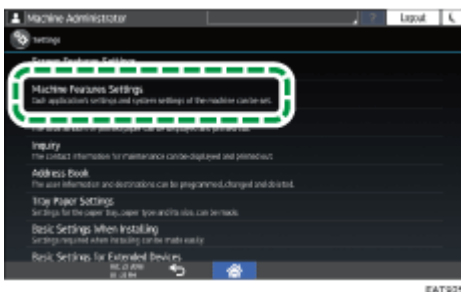 Machine Administrator
? Logout
Settings
Screen Features Settings
Machine Features Settings
Each application's settings and system settings of the machine can be set.
Inquiry
The contact information for maintenance can be displayed and printed out.
Address Book
The user information and destinations can be programmed, changed and deleted.
Tray Paper Settings
Settings for the paper tray, paper type and its size, can be made.
Basic Settings When Installing
Settings required when installing can be made easily.
Basic Settings for Extended Devices